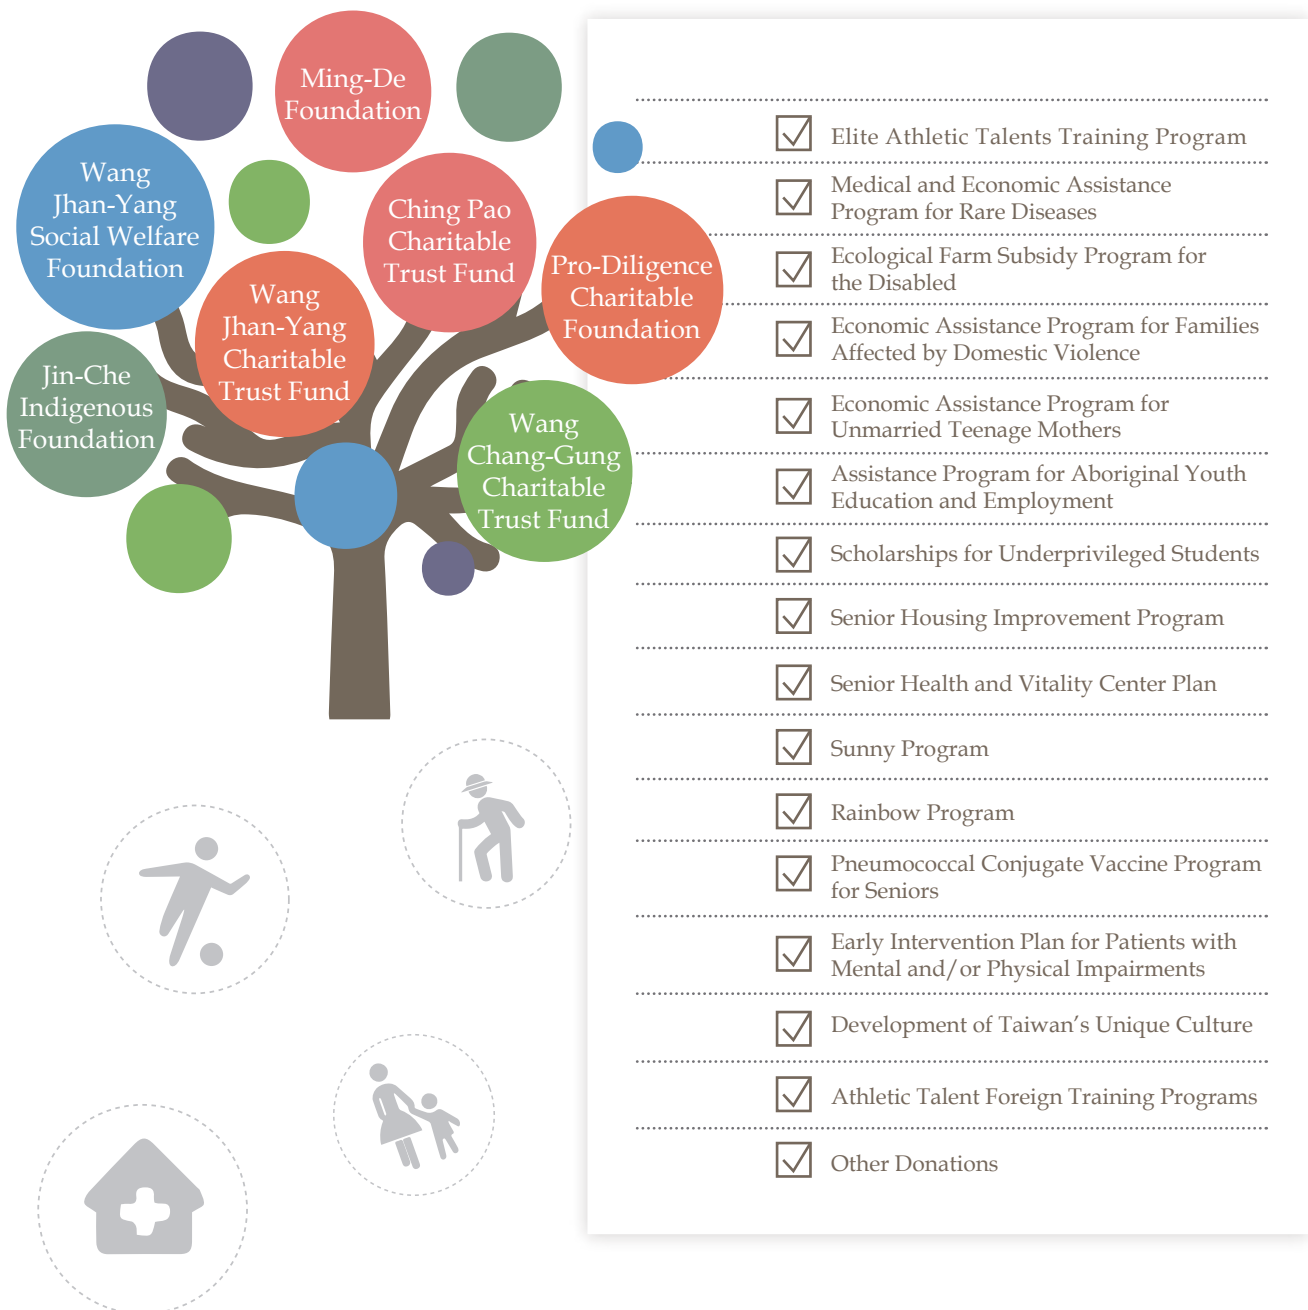 Ming-De
Foundation
Wang
Jhan-Yang
Social Welfare
Foundation
Ching Pao
Charitable
Trust Fund
Pro-Diligence
Charitable
Foundation
Wang
Jhan-Yang
Charitable
Trust Fund
Jin-Che
Indigenous
Foundation
Wang
Chang-Gung
Charitable
Trust Fund
Elite Athletic Talents Training Program
Medical and Economic Assistance
Program for Rare Diseases
Ecological Farm Subsidy Program for
the Disabled
Economic Assistance Program for Families
Affected by Domestic Violence
Economic Assistance Program for
Unmarried Teenage Mothers
Assistance Program for Aboriginal Youth
Education and Employment
Scholarships for Underprivileged Students
Senior Housing Improvement Program
Senior Health and Vitality Center Plan
Sunny Program
Rainbow Program
Pneumococcal Conjugate Vaccine Program
for Seniors
Early Intervention Plan for Patients with
Mental and/or Physical Impairments
Development of Taiwan’s Unique Culture
Athletic Talent Foreign Training Programs
Other Donations